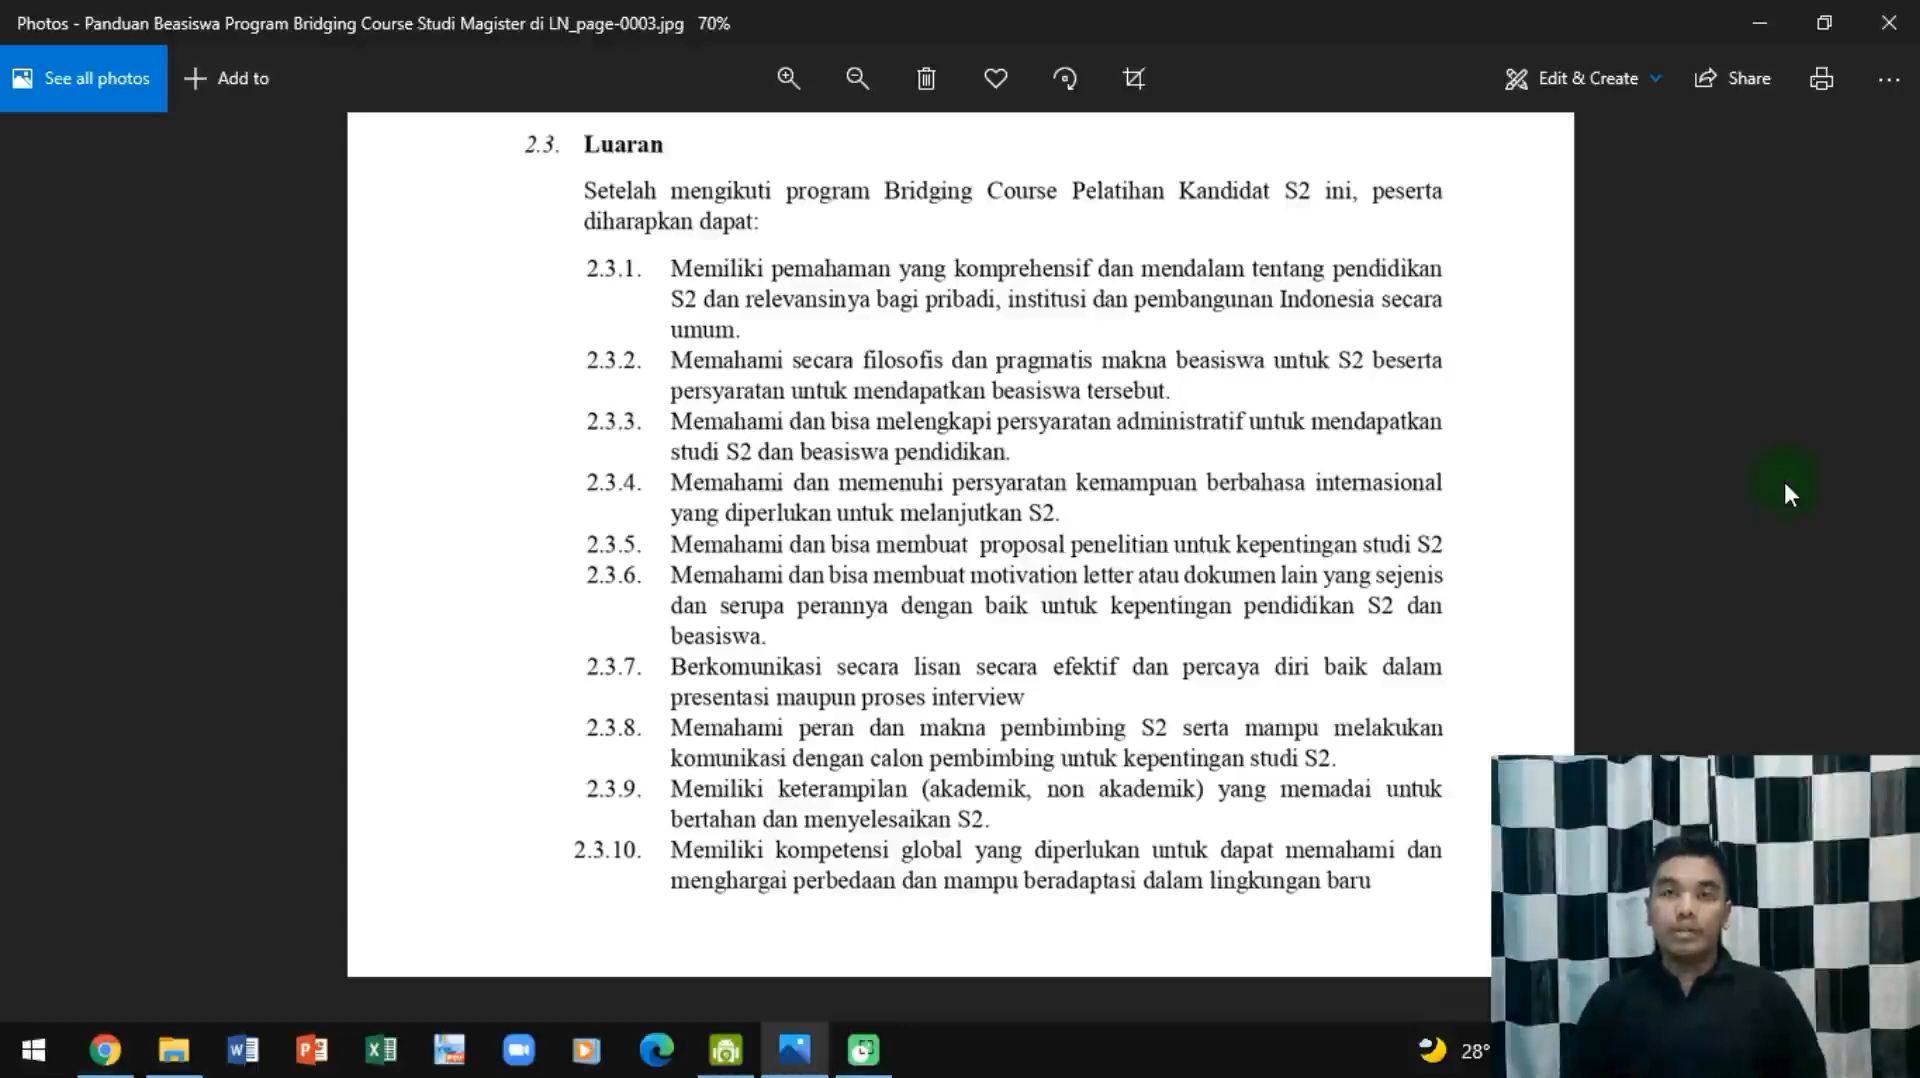 Photos - Panduan Beasiswa Program Bridging Course Studi Magister di LN_page-0003.jpg 70%
See all photos
Add to
Edit & Create
Share
2.3. Luaran
Setelah mengikuti program Bridging Course Pelatihan Kandidat S2 ini, peserta
diharapkan dapat:
2.3.1. Memiliki pemahaman yang komprehensif dan mendalam tentang pendidikan
S2 dan relevansinya bagi pribadi, institusi dan pembangunan Indonesia secara
umum.
2.3.2. Memahami secara filosofis dan pragmatis makna beasiswa untuk S2 beserta
persyaratan untuk mendapatkan beasiswa tersebut.
2.3.3. Memahami dan bisa melengkapi persyaratan administratif untuk mendapatkan
studi S2 dan beasiswa pendidikan.
2.3.4. Memahami dan memenuhi persyaratan kemampuan berbahasa internasional
yang diperlukan untuk melanjutkan S2.
2.3.5. Memahami dan bisa membuat proposal penelitian untuk kepentingan studi S2
2.3.6. Memahami dan bisa membuat motivation letter atau dokumen lain yang sejenis
dan serupa perannya dengan baik untuk kepentingan pendidikan S2 dan
beasiswa.
2.3.7. Berkomunikasi secara lisan secara efektif dan percaya diri baik dalam
presentasi maupun proses interview
2.3.8. Memahami peran dan makna pembimbing S2 serta mampu melakukan
komunikasi dengan calon pembimbing untuk kepentingan studi S2.
2.3.9. Memiliki keterampilan (akademik, non akademik) yang memadai untuk
bertahan dan menyelesaikan S2.
2.3.10. Memiliki kompetensi global yang diperlukan untuk dapat memahami dan
menghargai perbedaan dan mampu beradaptasi dalam lingkungan baru
28°